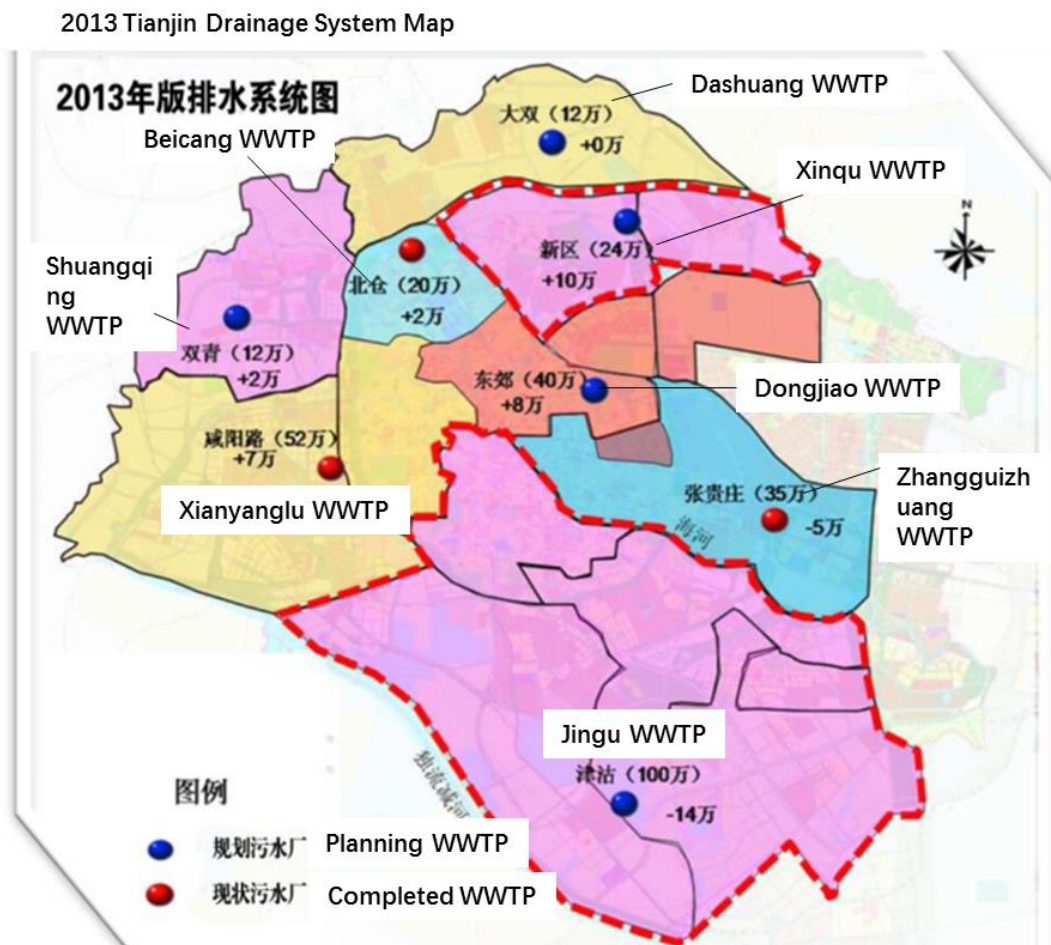 2013 Tianjin Drainage System Map
2013年版排水系统图
Dashuang WWTP
大双（12万）
+0万
Beicang WWTP
Xinqu WWTP
N
新区（24万）
+10万
Shuangqi
ng
WWTP
北仓（20万）
+2万
双青（12万）
+2万
东郊（40万）
+8万
Dongjiao WWTP
咸阳路（52万）
+7万
Xianyanglu WWTP
张贵庄（35万）
-5万
Zhangguizh
uang
WWTP
海河
Jingu WWTP
津沽（100万）
-14万
独流减河
图例
规划污水厂
Planning WWTP
现状污水厂
Completed WWTP